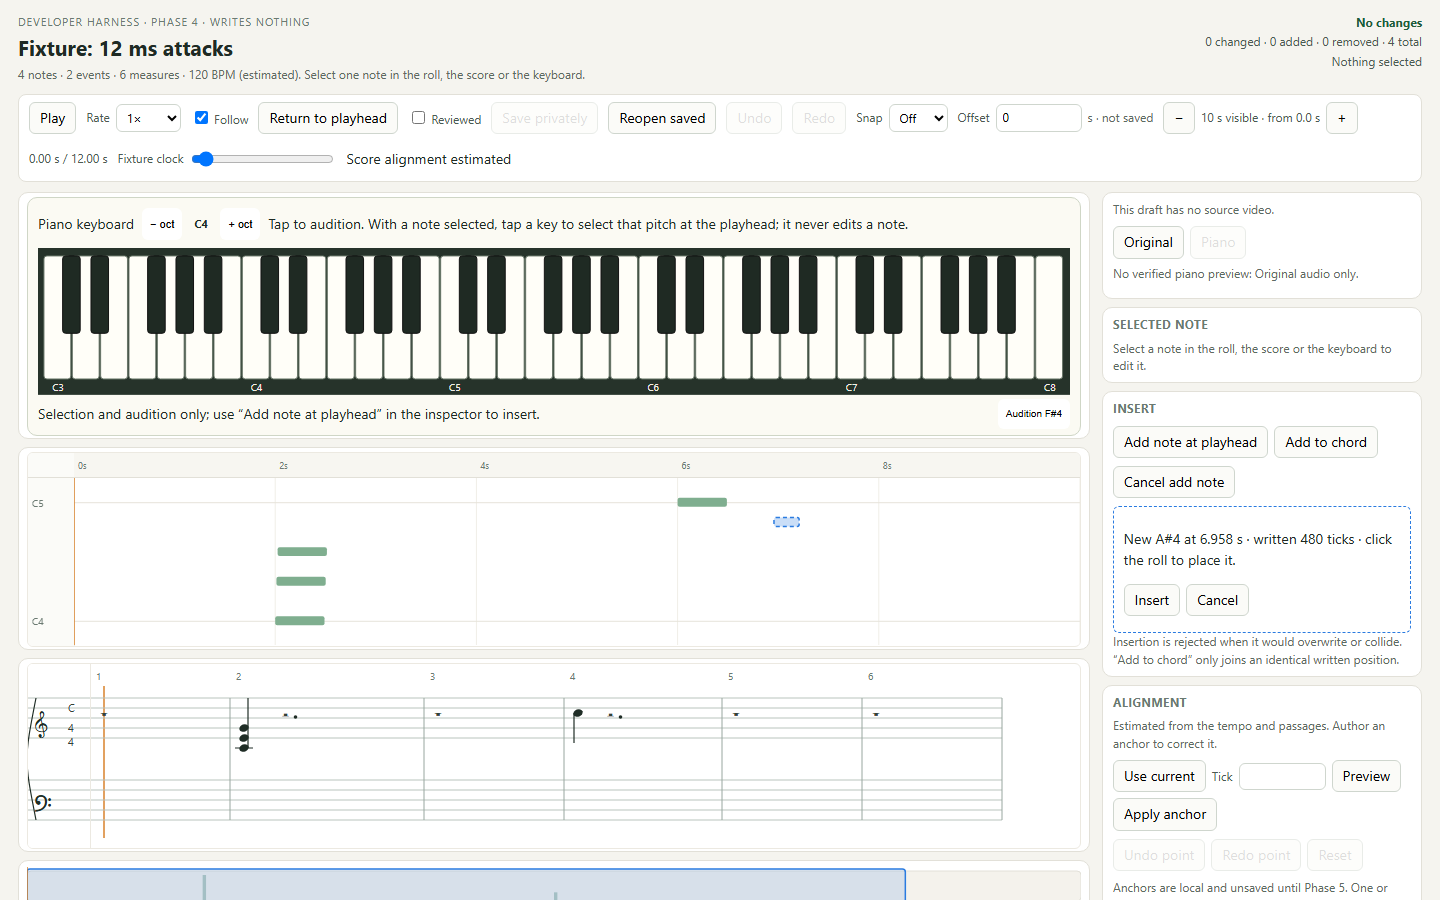 DEVELOPER HARNESS · PHASE 4 · WRITES NOTHING
Fixture: 12 ms attacks
4 notes · 2 events · 6 measures · 120 BPM (estimated). Select one note in the roll, the score or the keyboard.
No changes
0 changed · 0 added · 0 removed · 4 total
Nothing selected
Play Rate 1× Follow Return to playhead Reviewed Save privately Reopen saved Undo Redo Snap Off Offset 0 s · not saved − 10 s visible · from 0.0 s +
0.00 s / 12.00 s Fixture clock Score alignment estimated
Piano keyboard − oct C4 + oct Tap to audition. With a note selected, tap a key to select that pitch at the playhead; it never edits a note.
C3 C4 C5 C6 C7 C8
Selection and audition only; use “Add note at playhead” in the inspector to insert.
Audition F#4
0s 2s 4s 6s 8s
C5
C4
1 2 3 4 5 6
C
4
4
This draft has no source video.
Original Piano
No verified piano preview: Original audio only.
SELECTED NOTE
Select a note in the roll, the score or the keyboard to
edit it.
INSERT
Add note at playhead Add to chord
Cancel add note
New A#4 at 6.958 s · written 480 ticks · click
the roll to place it.
Insert Cancel
Insertion is rejected when it would overwrite or collide.
“Add to chord” only joins an identical written position.
ALIGNMENT
Estimated from the tempo and passages. Author an
anchor to correct it.
Use current Tick Preview
Apply anchor
Undo point Redo point Reset
Anchors are local and unsaved until Phase 5. One or